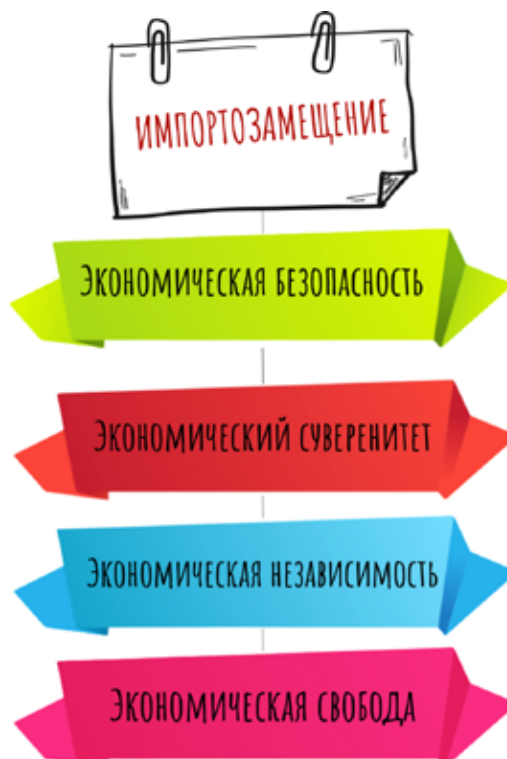 ИМПОРТОЗАМЕЩЕНИЕ
Экономическая безопасность
Экономический суверенитет
Экономическая независимость
Экономическая свобода